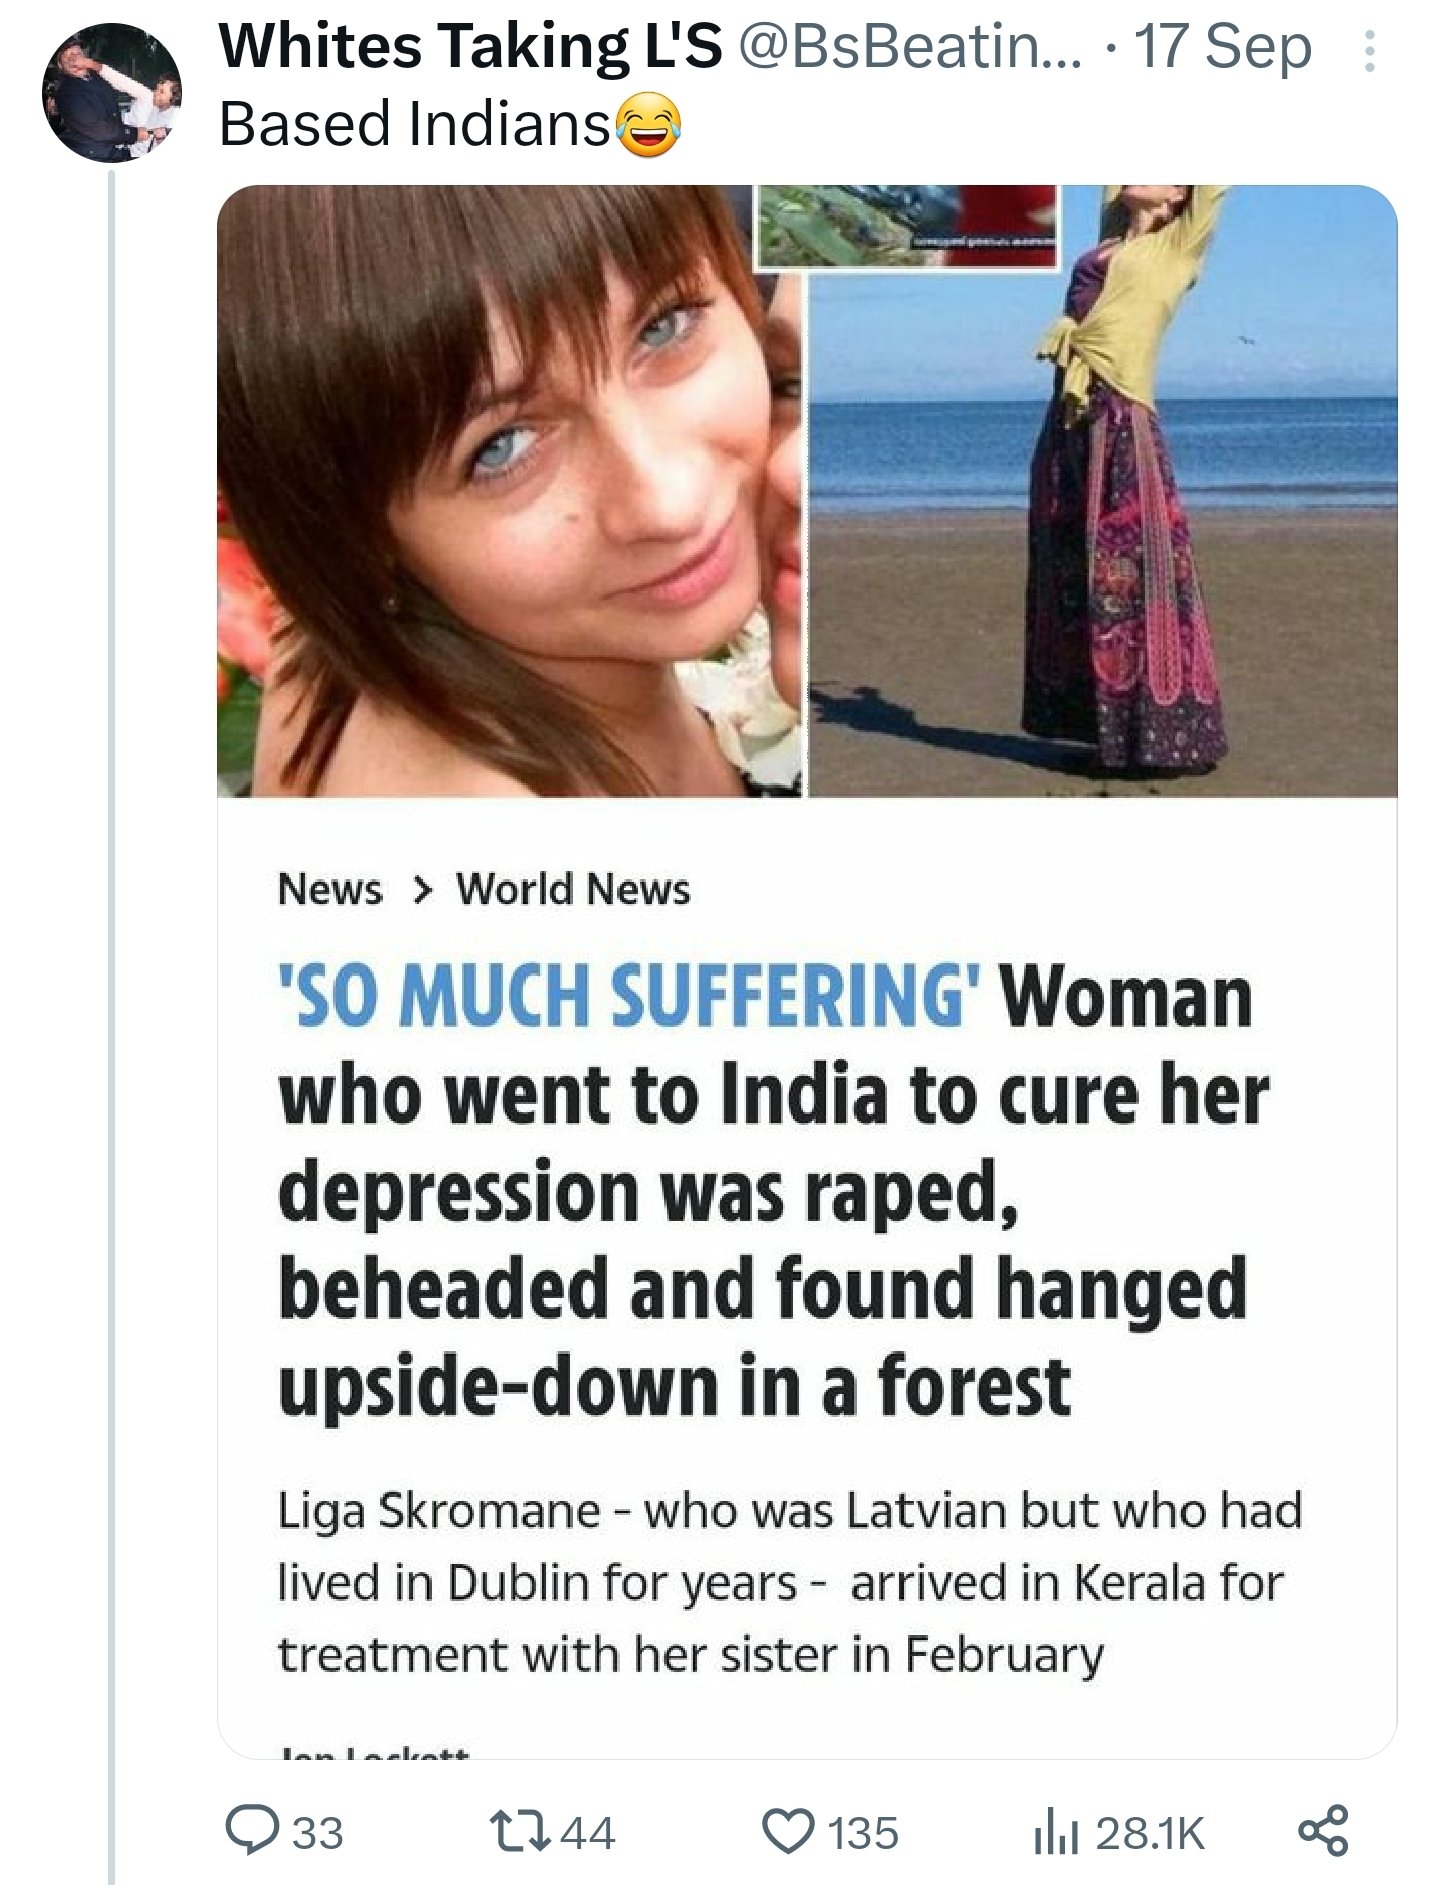 Whites Taking L'S @BsBeatin... · 17 Sep
Based Indians😂
News > World News
'SO MUCH SUFFERING' Woman
who went to India to cure her
depression was raped,
beheaded and found hanged
upside-down in a forest
Liga Skromane - who was Latvian but who had
lived in Dublin for years - arrived in Kerala for
treatment with her sister in February
33 44 135 28.1K